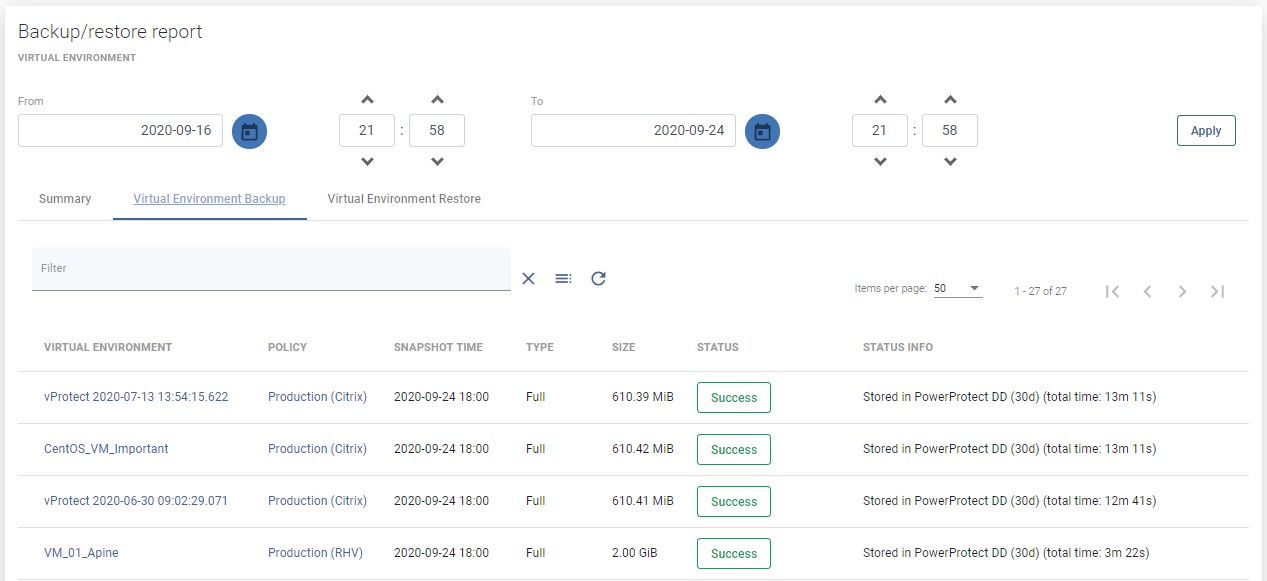 Backup/restore report
VIRTUAL ENVIRONMENT
From
To
2020-09-16 21 : 58 2020-09-24 21 : 58 Apply
Summary Virtual Environment Backup Virtual Environment Restore
Filter
Items per page: 50 1 - 27 of 27
VIRTUAL ENVIRONMENT POLICY SNAPSHOT TIME TYPE SIZE STATUS STATUS INFO
vProtect 2020-07-13 13:54:15.622 Production (Citrix) 2020-09-24 18:00 Full 610.39 MiB Success Stored in PowerProtect DD (30d) (total time: 13m 11s)
CentOS_VM_Important Production (Citrix) 2020-09-24 18:00 Full 610.42 MiB Success Stored in PowerProtect DD (30d) (total time: 13m 11s)
vProtect 2020-06-30 09:02:29.071 Production (Citrix) 2020-09-24 18:00 Full 610.41 MiB Success Stored in PowerProtect DD (30d) (total time: 12m 41s)
VM_01_Apine Production (RHV) 2020-09-24 18:00 Full 2.00 GiB Success Stored in PowerProtect DD (30d) (total time: 3m 22s)